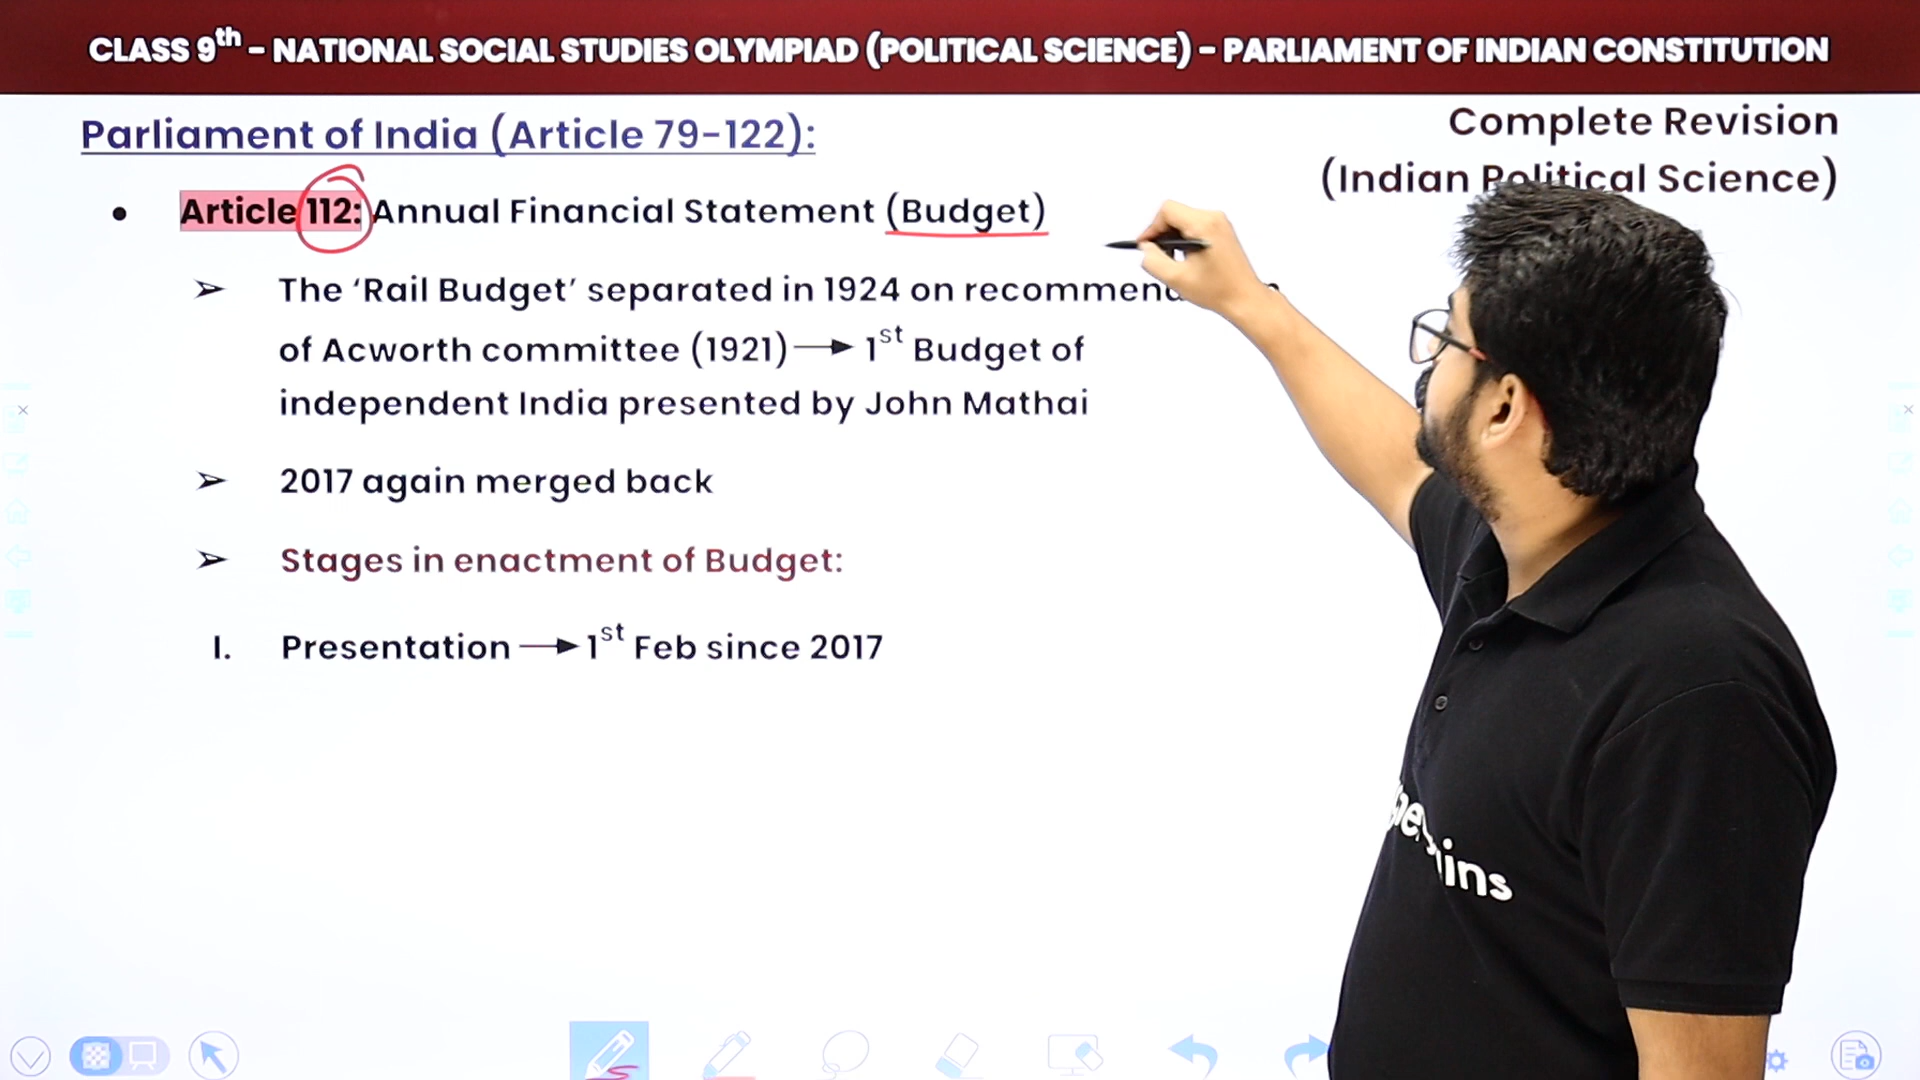 CLASS 9th – NATIONAL SOCIAL STUDIES OLYMPIAD (POLITICAL SCIENCE) – PARLIAMENT OF INDIAN CONSTITUTION
Parliament of India (Article 79-122):
Complete Revision
(Indian Political Science)
• Article 112: Annual Financial Statement (Budget)
➢ The ‘Rail Budget’ separated in 1924 on
of Acworth committee (1921) → 1st Budget of
independent India presented by John Mathai
➢ 2017 again merged back
➢ Stages in enactment of Budget:
I. Presentation → 1st Feb since 2017